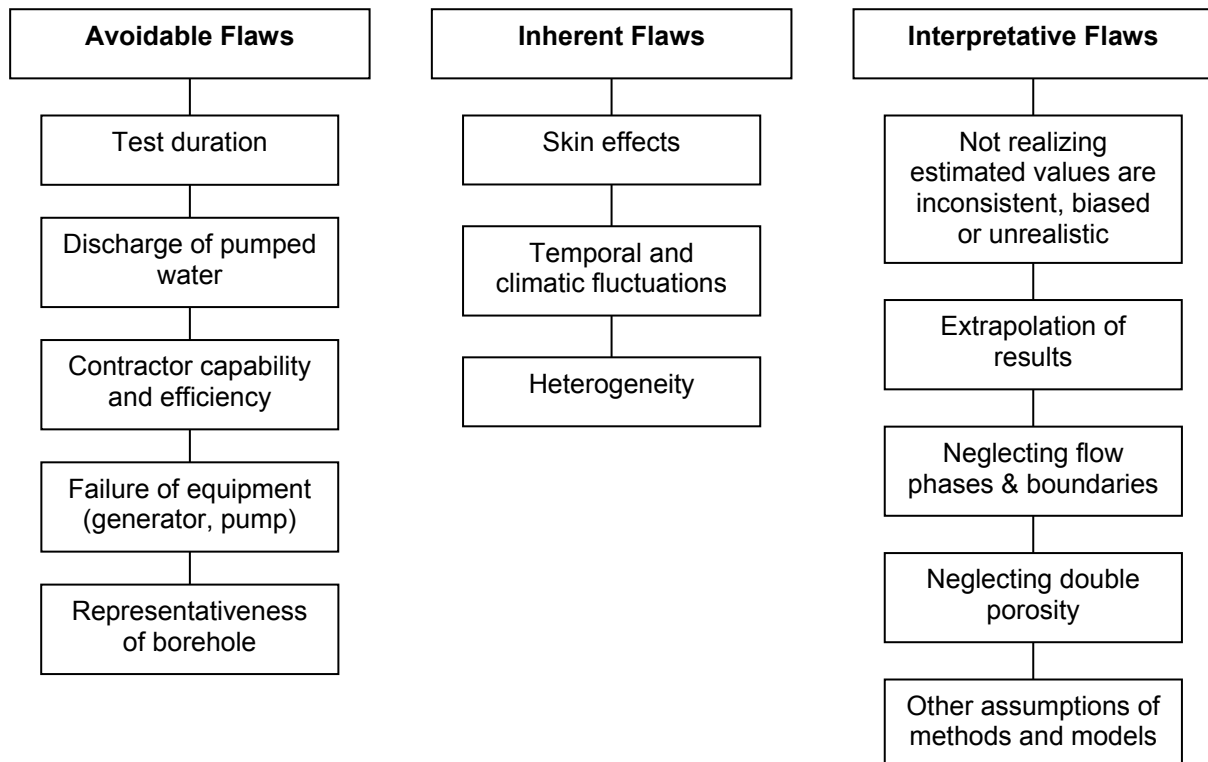 Avoidable Flaws
Test duration
Discharge of pumped
water
Contractor capability
and efficiency
Failure of equipment
(generator, pump)
Representativeness
of borehole
Inherent Flaws
Skin effects
Temporal and
climatic fluctuations
Heterogeneity
Interpretative Flaws
Not realizing
estimated values are
inconsistent, biased
or unrealistic
Extrapolation of
results
Neglecting flow
phases & boundaries
Neglecting double
porosity
Other assumptions of
methods and models